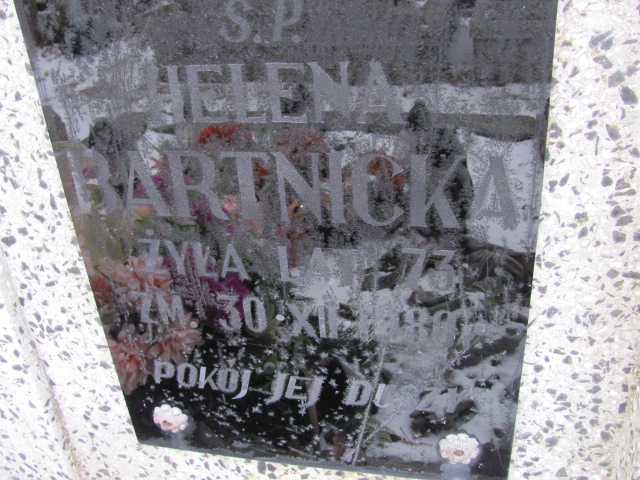 Ś.P.
HELENA
BARTNICKA
ŻYŁA LAT 73
ZM. 30.XII
POKÓJ JEJ